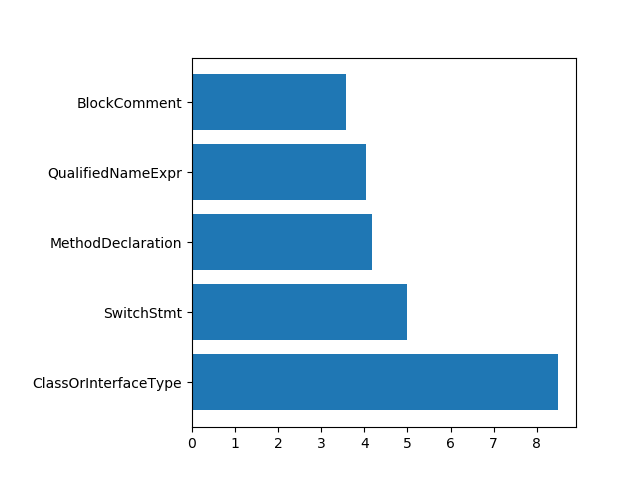 BlockComment
QualifiedNameExpr
MethodDeclaration
SwitchStmt
ClassOrInterfaceType
0 1 2 3 4 5 6 7 8